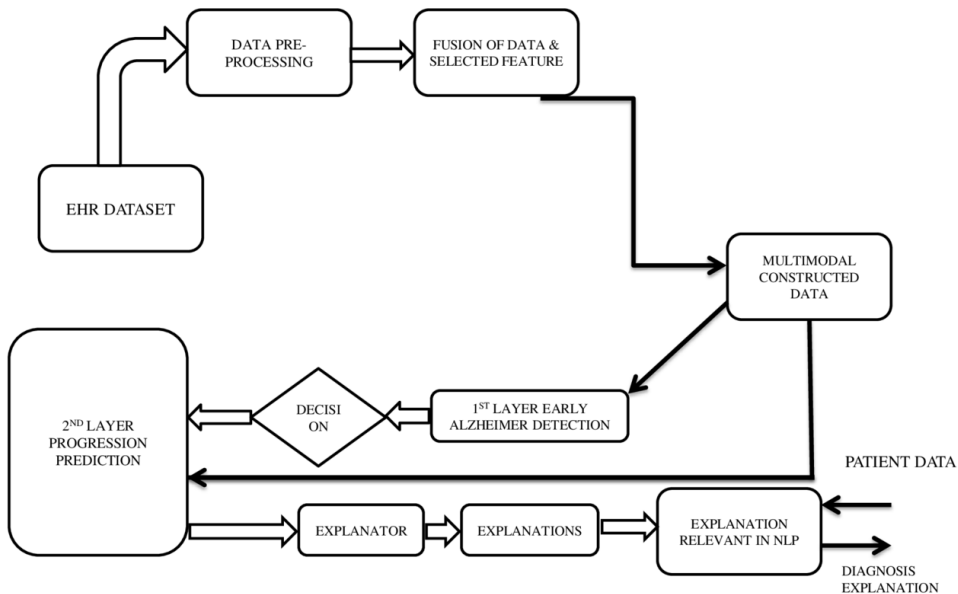 DATA PRE-
PROCESSING
FUSION OF DATA &
SELECTED FEATURE
EHR DATASET
MULTIMODAL
CONSTRUCTED
DATA
2ND LAYER
PROGRESSION
PREDICTION
DECISI
ON
1ST LAYER EARLY
ALZHEIMER DETECTION
PATIENT DATA
EXPLANATOR
EXPLANATIONS
EXPLANATION
RELEVANT IN NLP
DIAGNOSIS
EXPLANATION